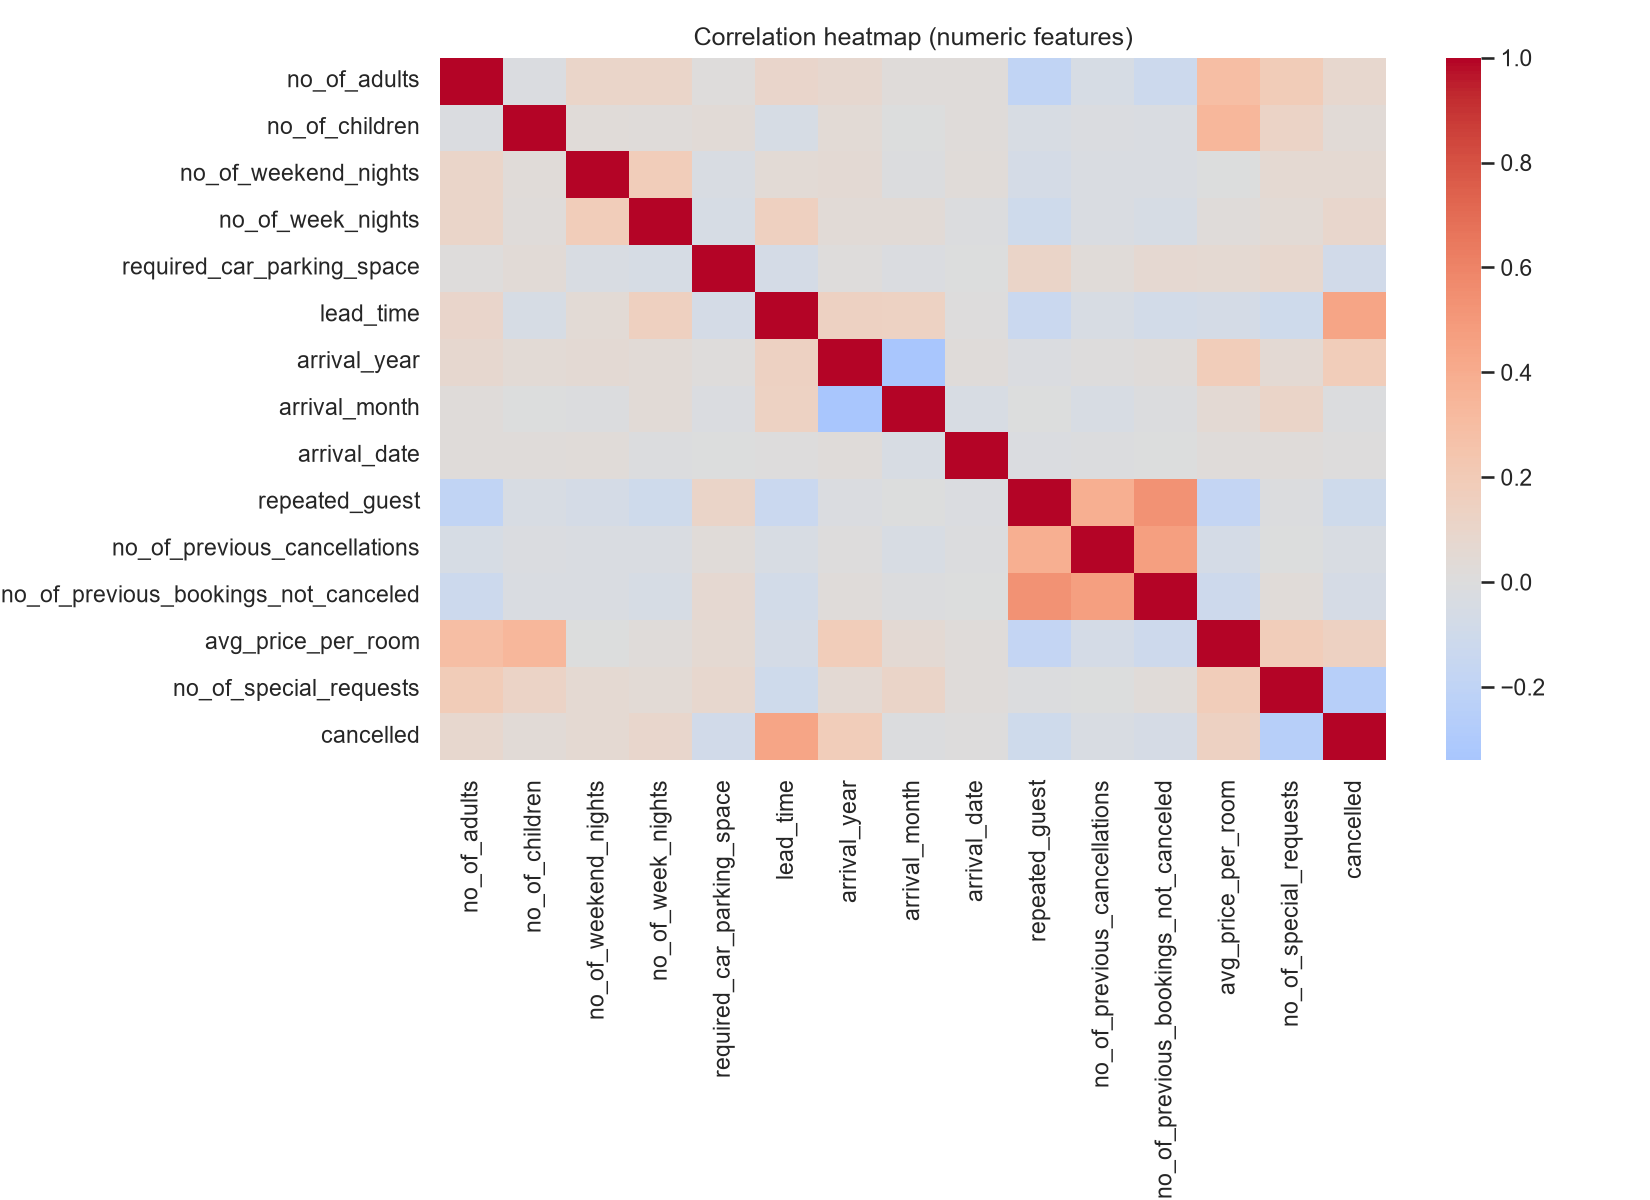 Correlation heatmap (numeric features)
no_of_adults
no_of_children
no_of_weekend_nights
no_of_week_nights
required_car_parking_space
lead_time
arrival_year
arrival_month
arrival_date
repeated_guest
no_of_previous_cancellations
no_of_previous_bookings_not_canceled
avg_price_per_room
no_of_special_requests
cancelled
no_of_adults
no_of_children
no_of_weekend_nights
no_of_week_nights
required_car_parking_space
lead_time
arrival_year
arrival_month
arrival_date
repeated_guest
no_of_previous_cancellations
no_of_previous_bookings_not_canceled
avg_price_per_room
no_of_special_requests
cancelled
1.0
0.8
0.6
0.4
0.2
0.0
−0.2